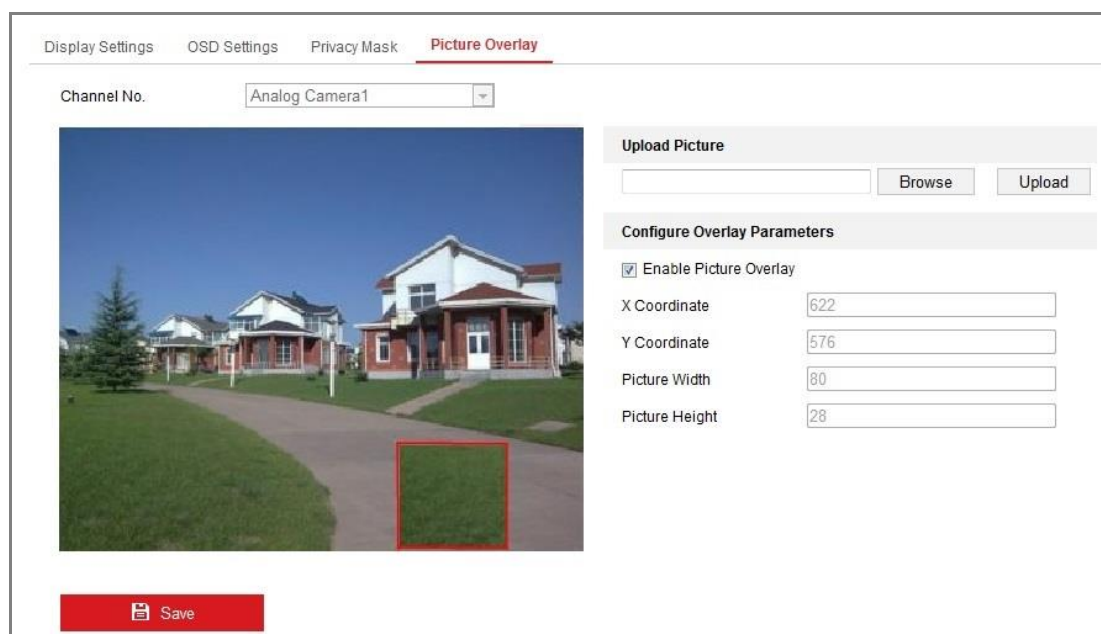 Display Settings OSD Settings Privacy Mask Picture Overlay
Channel No. Analog Camera1
Upload Picture
Browse Upload
Configure Overlay Parameters
Enable Picture Overlay
X Coordinate 622
Y Coordinate 576
Picture Width 80
Picture Height 28
Save